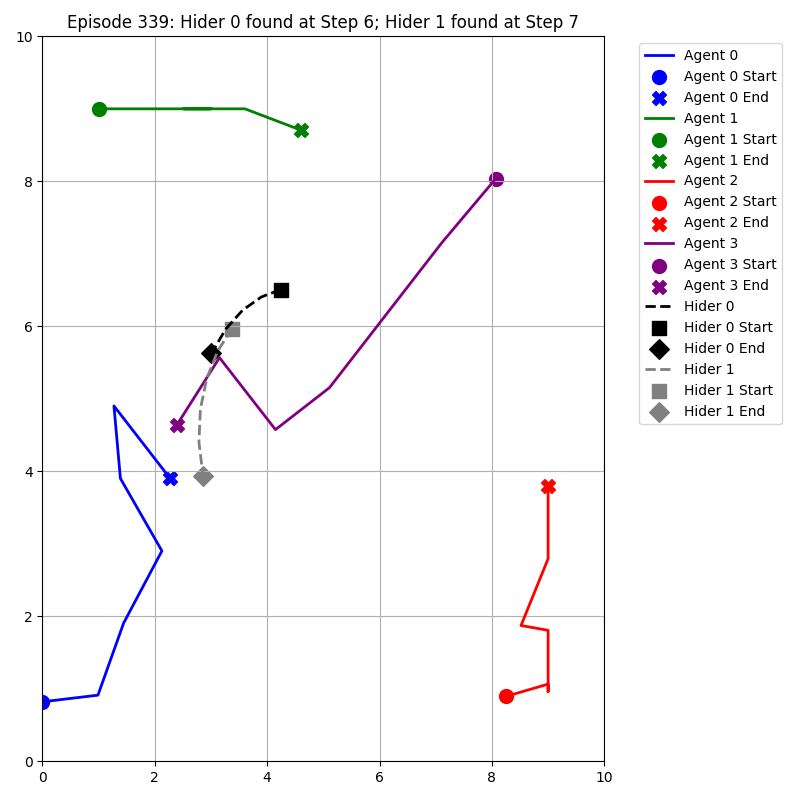 Episode 339: Hider 0 found at Step 6; Hider 1 found at Step 7
10
8
6
4
2
0
0 2 4 6 8 10
Agent 0
Agent 0 Start
Agent 0 End
Agent 1
Agent 1 Start
Agent 1 End
Agent 2
Agent 2 Start
Agent 2 End
Agent 3
Agent 3 Start
Agent 3 End
Hider 0
Hider 0 Start
Hider 0 End
Hider 1
Hider 1 Start
Hider 1 End